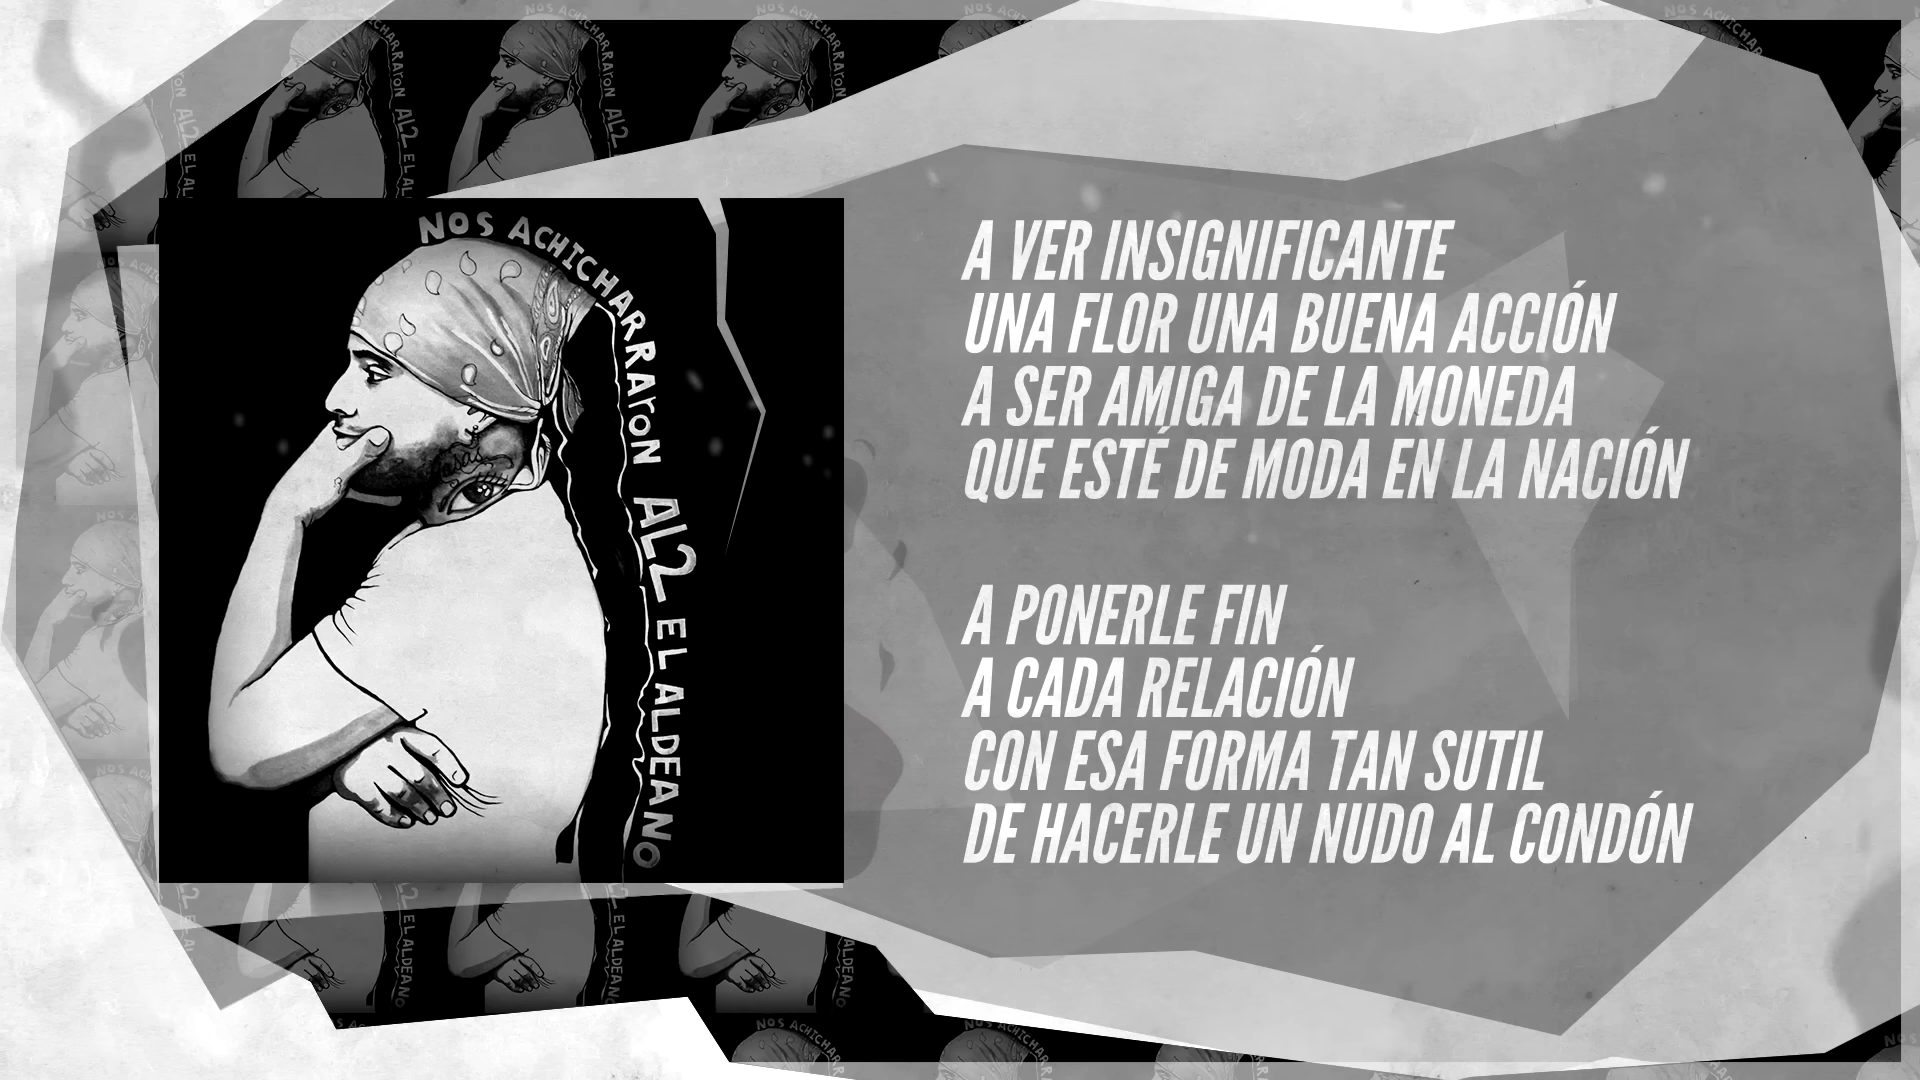 NOS ACHICHARRARON AL2 EL ALDEANO
A VER INSIGNIFICANTE
UNA FLOR UNA BUENA ACCIÓN
A SER AMIGA DE LA MONEDA
QUE ESTÉ DE MODA EN LA NACIÓN
A PONERLE FIN
A CADA RELACIÓN
CON ESA FORMA TAN SUTIL
DE HACERLE UN NUDO AL CONDÓN